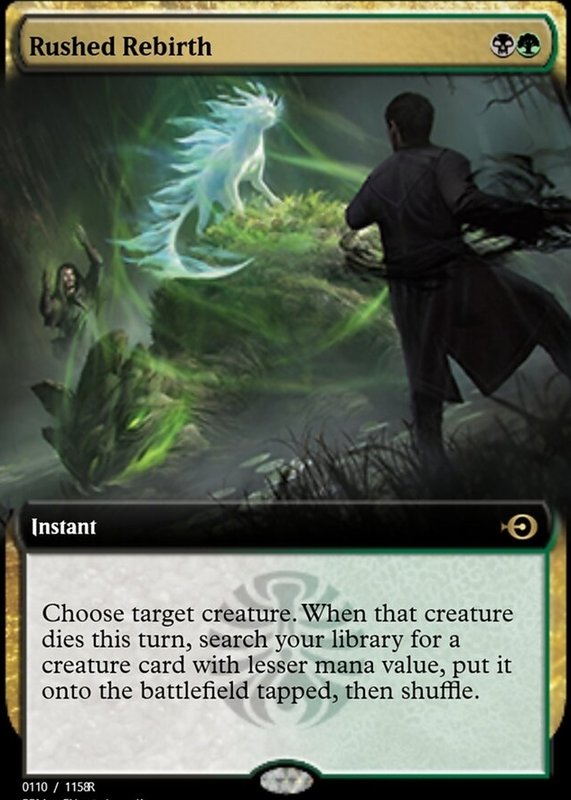 Rushed Rebirth
Instant
Choose target creature. When that creature
dies this turn, search your library for a
creature card with lesser mana value, put it
onto the battlefield tapped, then shuffle.
0110 / 1158R